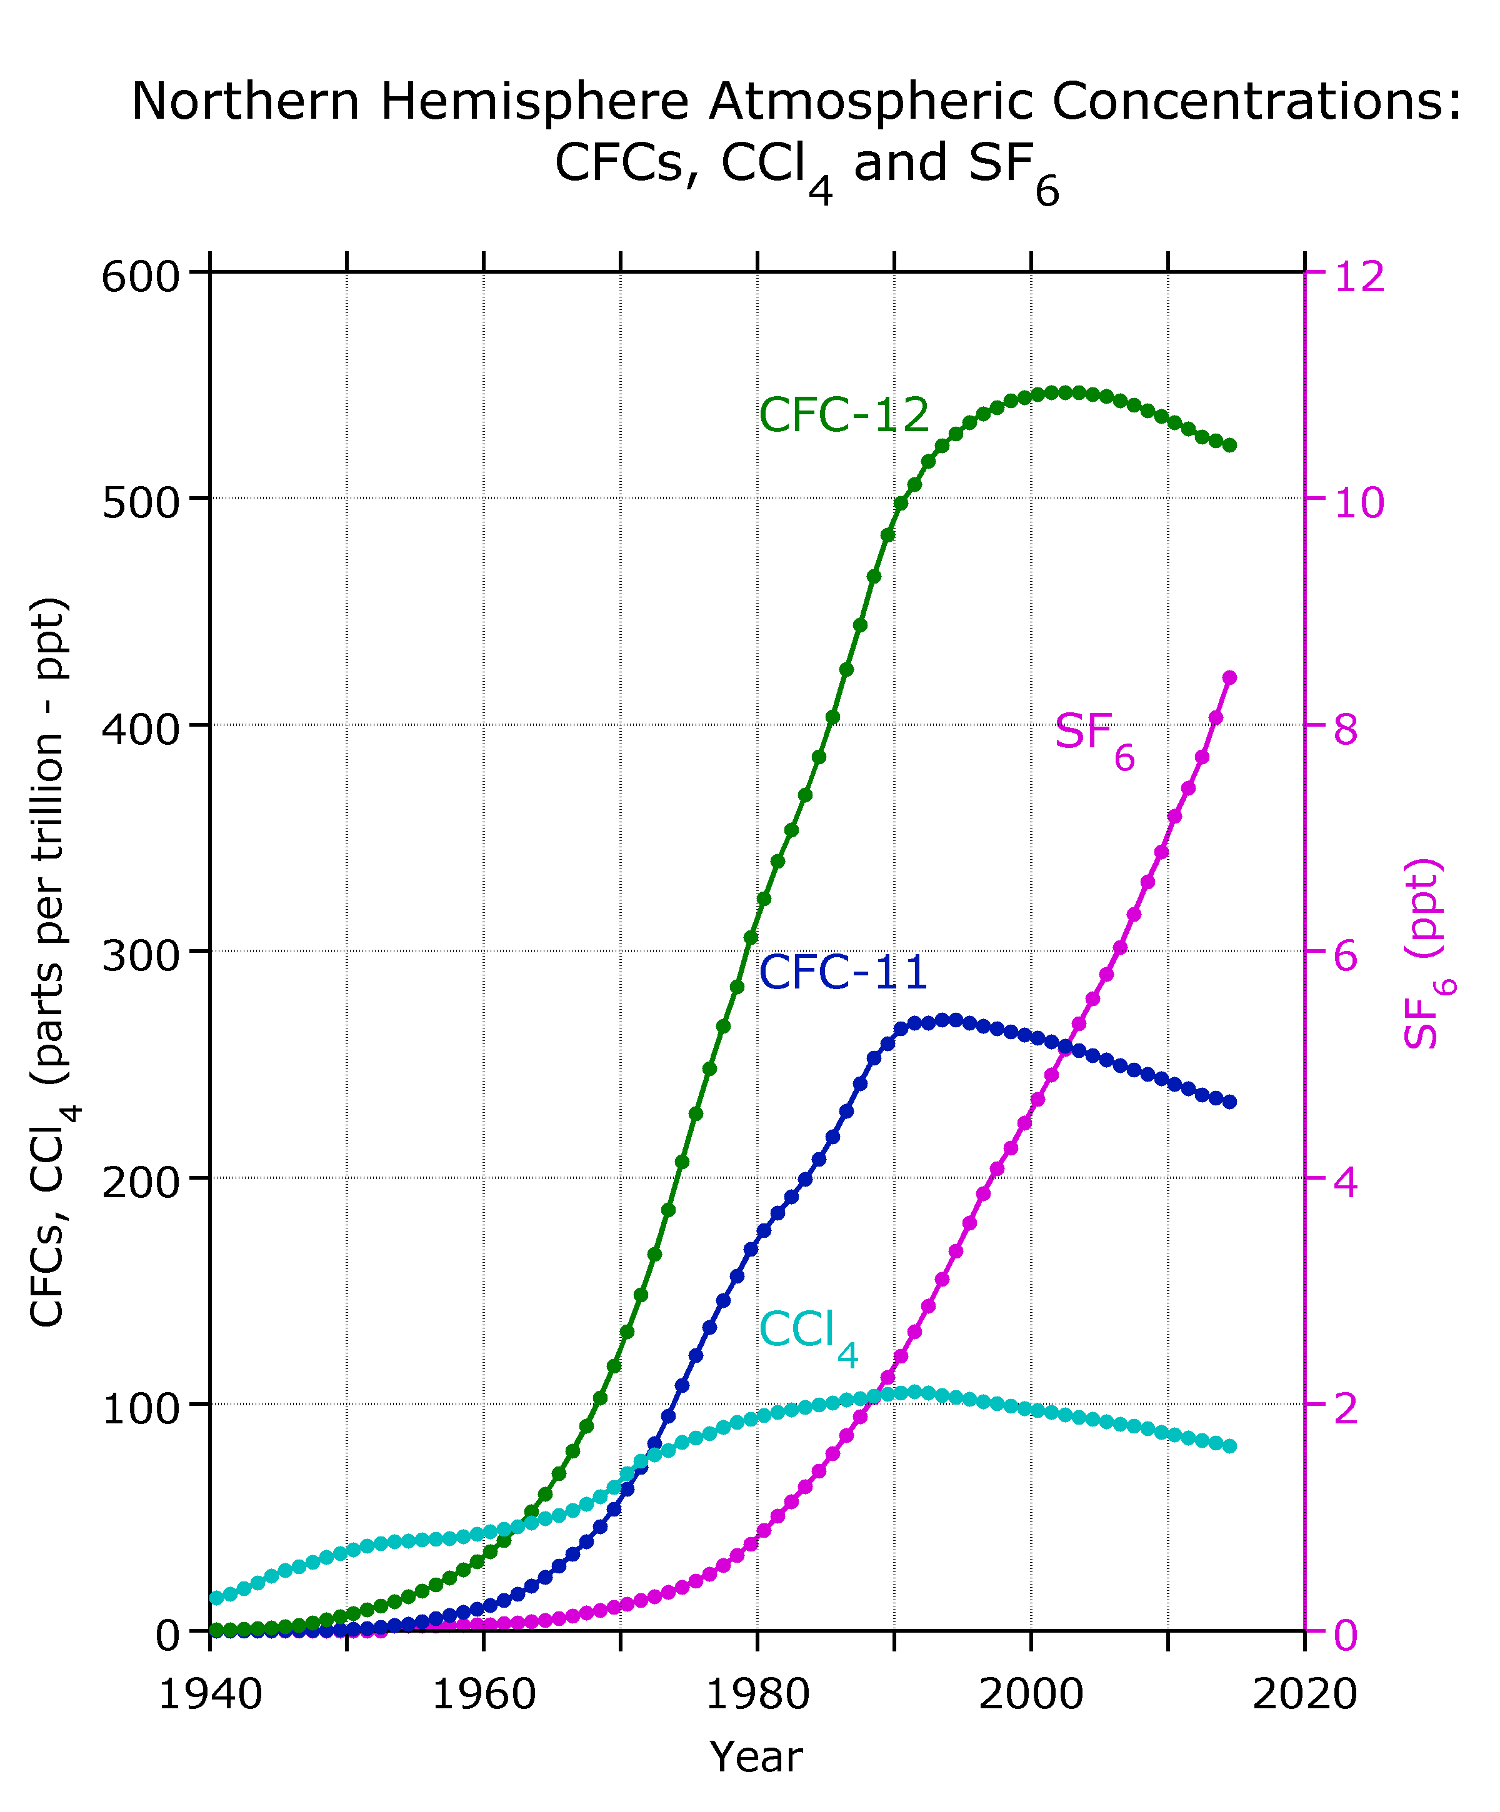 Northern Hemisphere Atmospheric Concentrations:
CFCs, CCl4 and SF6
600
500
400
300
200
100
0
CFCs, CCl4 (parts per trillion - ppt)
CFC-12
SF6
CFC-11
CCl4
12
10
8
6
4
2
0
SF6 (ppt)
1940
1960
1980
2000
2020
Year